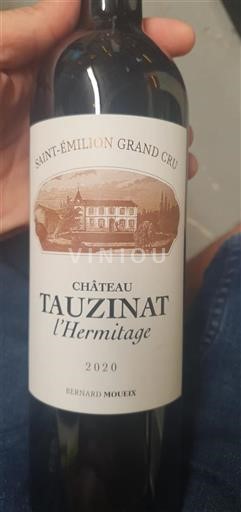 SAINT-ÉMILION GRAND CRU
VINIOU
CHÂTEAU
TAUZINAT
l'Hermitage
2020
BERNARD MOUEIX